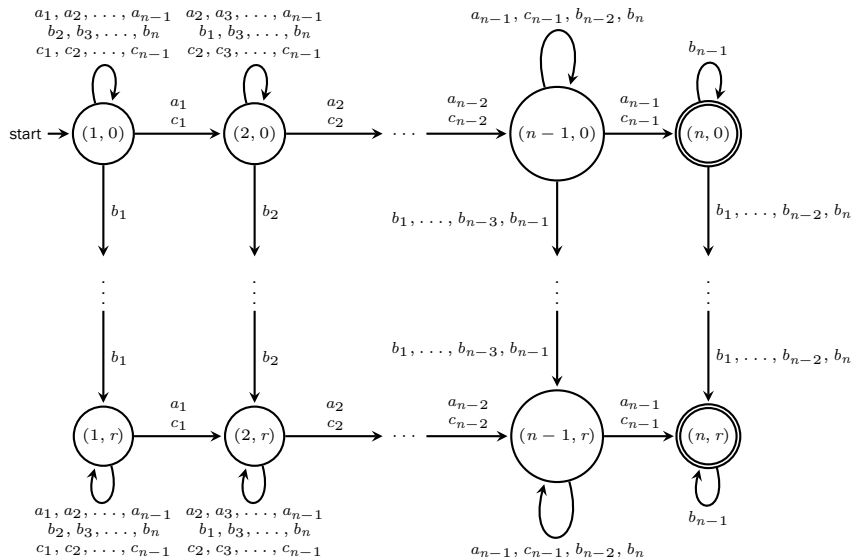 a₁, a₂, . . . , aₙ₋₁
b₂, b₃, . . . , bₙ
c₁, c₂, . . . , cₙ₋₁
a₂, a₃, . . . , aₙ₋₁
b₁, b₃, . . . , bₙ
c₂, c₃, . . . , cₙ₋₁
aₙ₋₁, cₙ₋₁, bₙ₋₂, bₙ
bₙ₋₁
start
(1, 0)
a₁
c₁
(2, 0)
a₂
c₂
· · ·
aₙ₋₂
cₙ₋₂
(n − 1, 0)
aₙ₋₁
cₙ₋₁
(n, 0)
b₁
b₂
b₁, . . . , bₙ₋₃, bₙ₋₁
b₁, . . . , bₙ₋₂, bₙ
⋮
⋮
⋮
⋮
b₁
b₂
b₁, . . . , bₙ₋₃, bₙ₋₁
b₁, . . . , bₙ₋₂, bₙ
(1, r)
a₁
c₁
(2, r)
a₂
c₂
· · ·
aₙ₋₂
cₙ₋₂
(n − 1, r)
aₙ₋₁
cₙ₋₁
(n, r)
a₁, a₂, . . . , aₙ₋₁
b₂, b₃, . . . , bₙ
c₁, c₂, . . . , cₙ₋₁
a₂, a₃, . . . , aₙ₋₁
b₁, b₃, . . . , bₙ
c₂, c₃, . . . , cₙ₋₁
aₙ₋₁, cₙ₋₁, bₙ₋₂, bₙ
bₙ₋₁